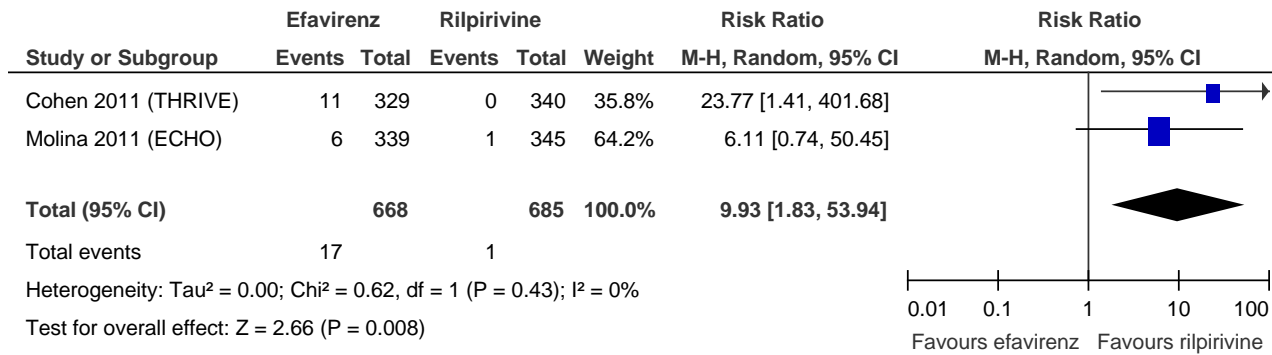 Efavirenz Rilpirivine Risk Ratio Risk Ratio
Study or Subgroup Events Total Events Total Weight M-H, Random, 95% CI M-H, Random, 95% CI
Cohen 2011 (THRIVE) 11 329 0 340 35.8% 23.77 [1.41, 401.68]
Molina 2011 (ECHO) 6 339 1 345 64.2% 6.11 [0.74, 50.45]
Total (95% CI) 668 685 100.0% 9.93 [1.83, 53.94]
Total events 17 1
Heterogeneity: Tau² = 0.00; Chi² = 0.62, df = 1 (P = 0.43); I² = 0%
Test for overall effect: Z = 2.66 (P = 0.008)
0.01 0.1 1 10 100
Favours efavirenz Favours rilpirivine